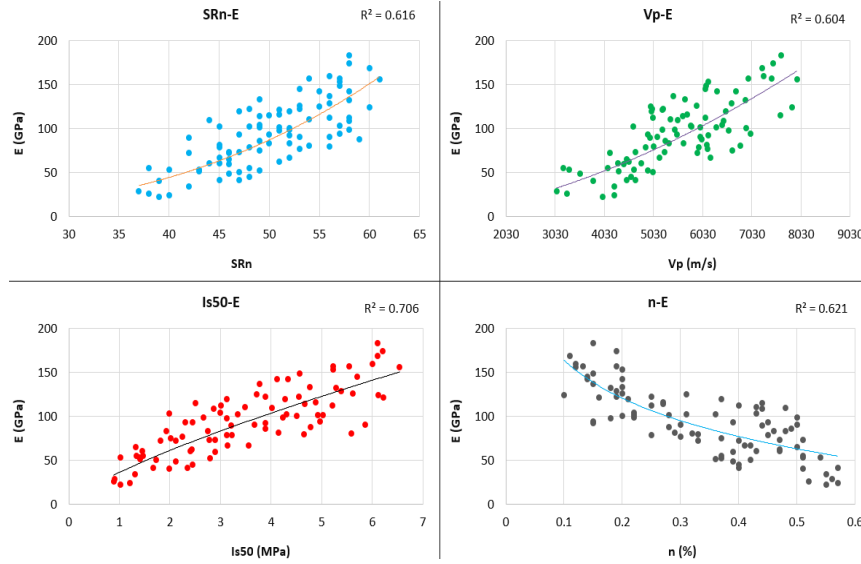 SRn-E
R² = 0.616
200
150
100
50
0
E (GPa)
30 35 40 45 50 55 60 65
SRn
Vp-E
R² = 0.604
200
150
100
50
0
E (GPa)
2030 3030 4030 5030 6030 7030 8030 9030
Vp (m/s)
Is50-E
R² = 0.706
200
150
100
50
0
E (GPa)
0 1 2 3 4 5 6 7
Is50 (MPa)
n-E
R² = 0.621
200
150
100
50
0
E (GPa)
0 0.1 0.2 0.3 0.4 0.5 0.6
n (%)